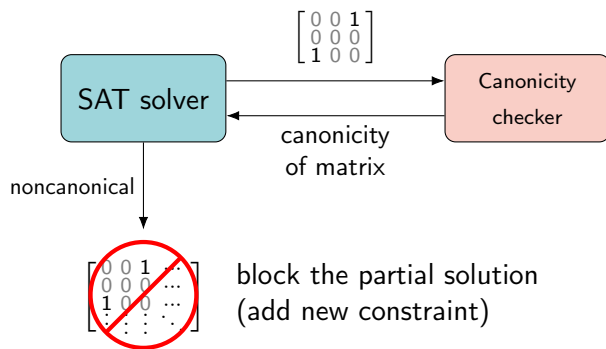 0 0 1
0 0 0
1 0 0
SAT solver
Canonicity
checker
canonicity
of matrix
noncanonical
0 0 1 ...
0 0 0 ...
1 0 0 ...
⋮ ⋮ ⋮ ⋱
block the partial solution
(add new constraint)